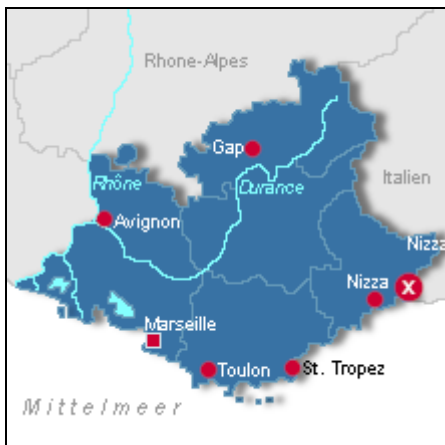 Rhone-Alpes
Gap
Italien
Rhône
Durance
Avignon
Nizza
Nizza
X
Marseille
Toulon
St. Tropez
Mittelmeer